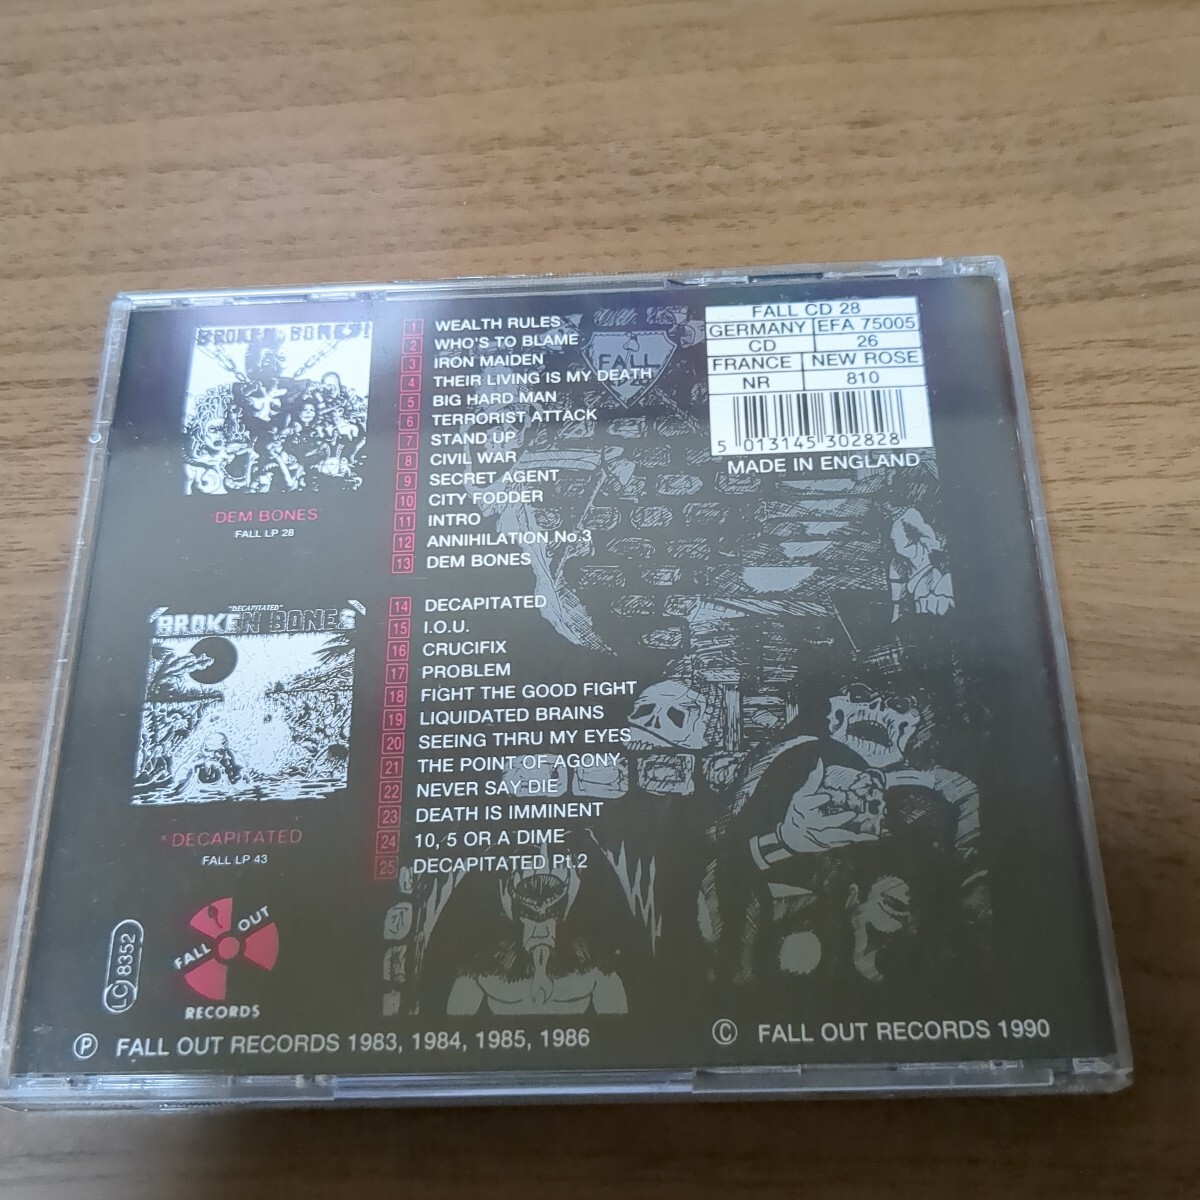 BROKEN BONES!
DEM BONES
FALL LP 28
1 WEALTH RULES
2 WHO'S TO BLAME
3 IRON MAIDEN
4 THEIR LIVING IS MY DEATH
5 BIG HARD MAN
6 TERRORIST ATTACK
7 STAND UP
8 CIVIL WAR
9 SECRET AGENT
10 CITY FODDER
11 INTRO
12 ANNIHILATION No.3
13 DEM BONES
FALL
FALL CD 28
GERMANY EFA 75005
CD 26
FRANCE NEW ROSE
NR 810
5 013145 302828
MADE IN ENGLAND
"DECAPITATED"
BROKEN BONES
DECAPITATED
FALL LP 43
14 DECAPITATED
15 I.O.U.
16 CRUCIFIX
17 PROBLEM
18 FIGHT THE GOOD FIGHT
19 LIQUIDATED BRAINS
20 SEEING THRU MY EYES
21 THE POINT OF AGONY
22 NEVER SAY DIE
23 DEATH IS IMMINENT
24 10, 5 OR A DIME
25 DECAPITATED Pt.2
LC 8352
FALL OUT
RECORDS
Ⓟ FALL OUT RECORDS 1983, 1984, 1985, 1986
© FALL OUT RECORDS 1990